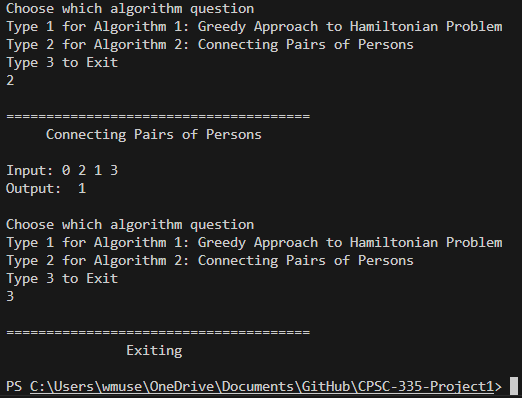 Choose which algorithm question
Type 1 for Algorithm 1: Greedy Approach to Hamiltonian Problem
Type 2 for Algorithm 2: Connecting Pairs of Persons
Type 3 to Exit
2
======================================
Connecting Pairs of Persons
Input: 0 2 1 3
Output:  1
Choose which algorithm question
Type 1 for Algorithm 1: Greedy Approach to Hamiltonian Problem
Type 2 for Algorithm 2: Connecting Pairs of Persons
Type 3 to Exit
3
======================================
Exiting
PS C:\Users\wmuse\OneDrive\Documents\GitHub\CPSC-335-Project1>